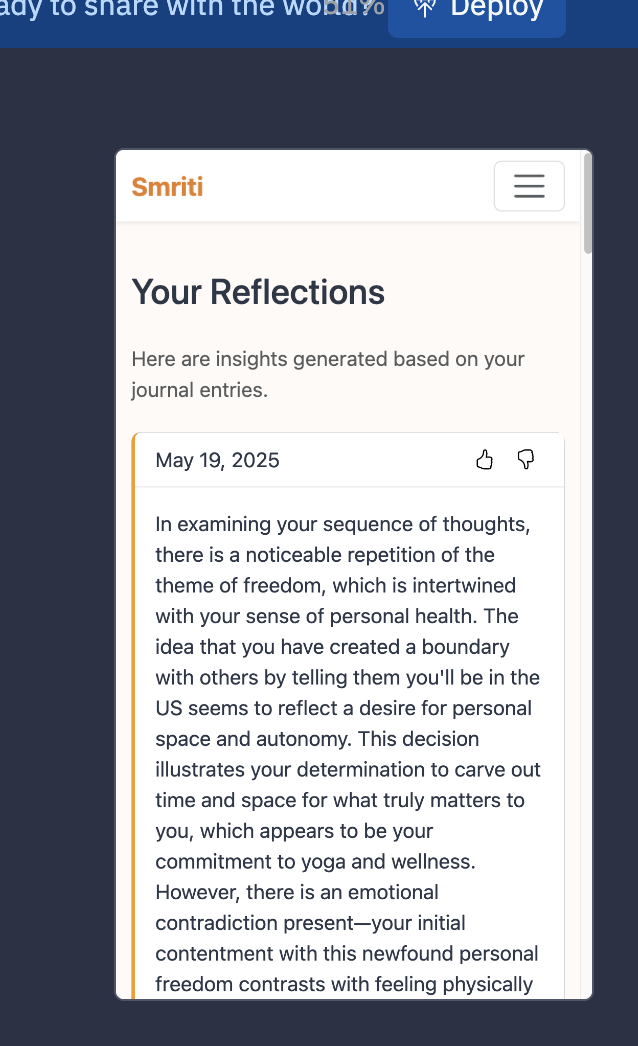 ady to share with the world?
Deploy
Smriti
Your Reflections
Here are insights generated based on your
journal entries.
May 19, 2025
In examining your sequence of thoughts,
there is a noticeable repetition of the
theme of freedom, which is intertwined
with your sense of personal health. The
idea that you have created a boundary
with others by telling them you'll be in the
US seems to reflect a desire for personal
space and autonomy. This decision
illustrates your determination to carve out
time and space for what truly matters to
you, which appears to be your
commitment to yoga and wellness.
However, there is an emotional
contradiction present—your initial
contentment with this newfound personal
freedom contrasts with feeling physically